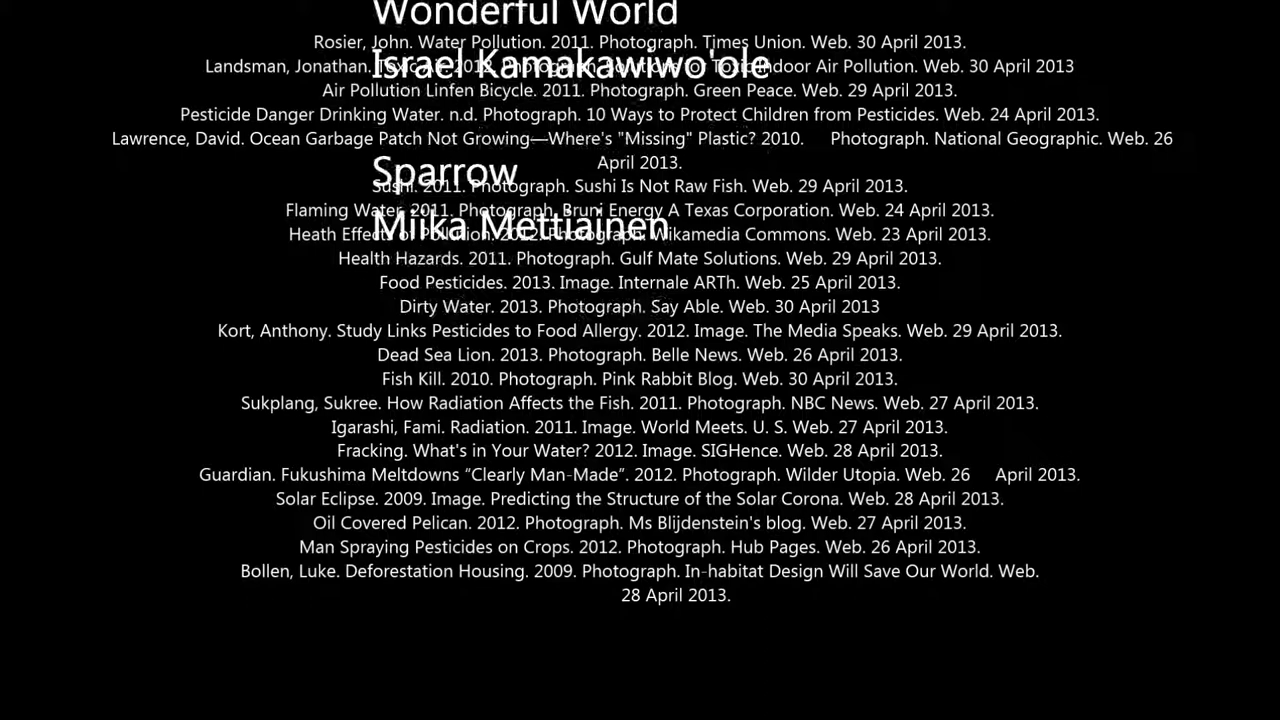 Wonderful World
Rosier, John. Water Pollution. 2011. Photograph. Times Union. Web. 30 April 2013.
Israel Kamakawiwo'ole
Landsman, Jonathan. Toxic Air. 2012. Photograph. Solutions for Toxic Indoor Air Pollution. Web. 30 April 2013
Air Pollution Linfen Bicycle. 2011. Photograph. Green Peace. Web. 29 April 2013.
Pesticide Danger Drinking Water. n.d. Photograph. 10 Ways to Protect Children from Pesticides. Web. 24 April 2013.
Lawrence, David. Ocean Garbage Patch Not Growing—Where's "Missing" Plastic? 2010. Photograph. National Geographic. Web. 26
April 2013.
Sparrow
Sushi. 2011. Photograph. Sushi Is Not Raw Fish. Web. 29 April 2013.
Flaming Water. 2011. Photograph. Bruni Energy A Texas Corporation. Web. 24 April 2013.
Miika Mettiainen
Heath Effects of Pollution. 2012. Photograph. Wikamedia Commons. Web. 23 April 2013.
Health Hazards. 2011. Photograph. Gulf Mate Solutions. Web. 29 April 2013.
Food Pesticides. 2013. Image. Internale ARTh. Web. 25 April 2013.
Dirty Water. 2013. Photograph. Say Able. Web. 30 April 2013
Kort, Anthony. Study Links Pesticides to Food Allergy. 2012. Image. The Media Speaks. Web. 29 April 2013.
Dead Sea Lion. 2013. Photograph. Belle News. Web. 26 April 2013.
Fish Kill. 2010. Photograph. Pink Rabbit Blog. Web. 30 April 2013.
Sukplang, Sukree. How Radiation Affects the Fish. 2011. Photograph. NBC News. Web. 27 April 2013.
Igarashi, Fami. Radiation. 2011. Image. World Meets. U. S. Web. 27 April 2013.
Fracking. What's in Your Water? 2012. Image. SIGHence. Web. 28 April 2013.
Guardian. Fukushima Meltdowns “Clearly Man-Made”. 2012. Photograph. Wilder Utopia. Web. 26 April 2013.
Solar Eclipse. 2009. Image. Predicting the Structure of the Solar Corona. Web. 28 April 2013.
Oil Covered Pelican. 2012. Photograph. Ms Blijdenstein's blog. Web. 27 April 2013.
Man Spraying Pesticides on Crops. 2012. Photograph. Hub Pages. Web. 26 April 2013.
Bollen, Luke. Deforestation Housing. 2009. Photograph. In-habitat Design Will Save Our World. Web.
28 April 2013.